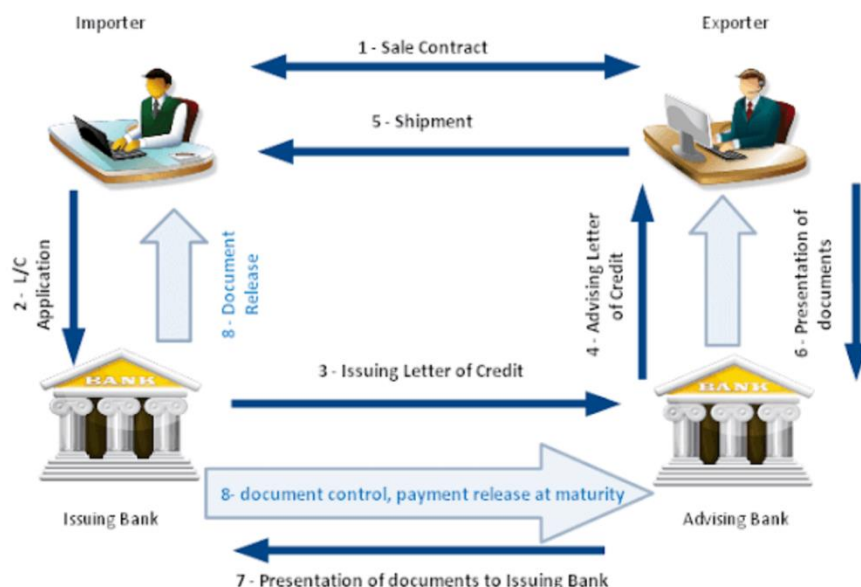 Importer
Exporter
1 - Sale Contract
5 - Shipment
2 - L/C
Application
8 - Document
Release
4 - Advising Letter
of Credit
6 - Presentation of
documents
3 - Issuing Letter of Credit
BANK
BANK
8- document control, payment release at maturity
Issuing Bank
Advising Bank
7 - Presentation of documents to Issuing Bank